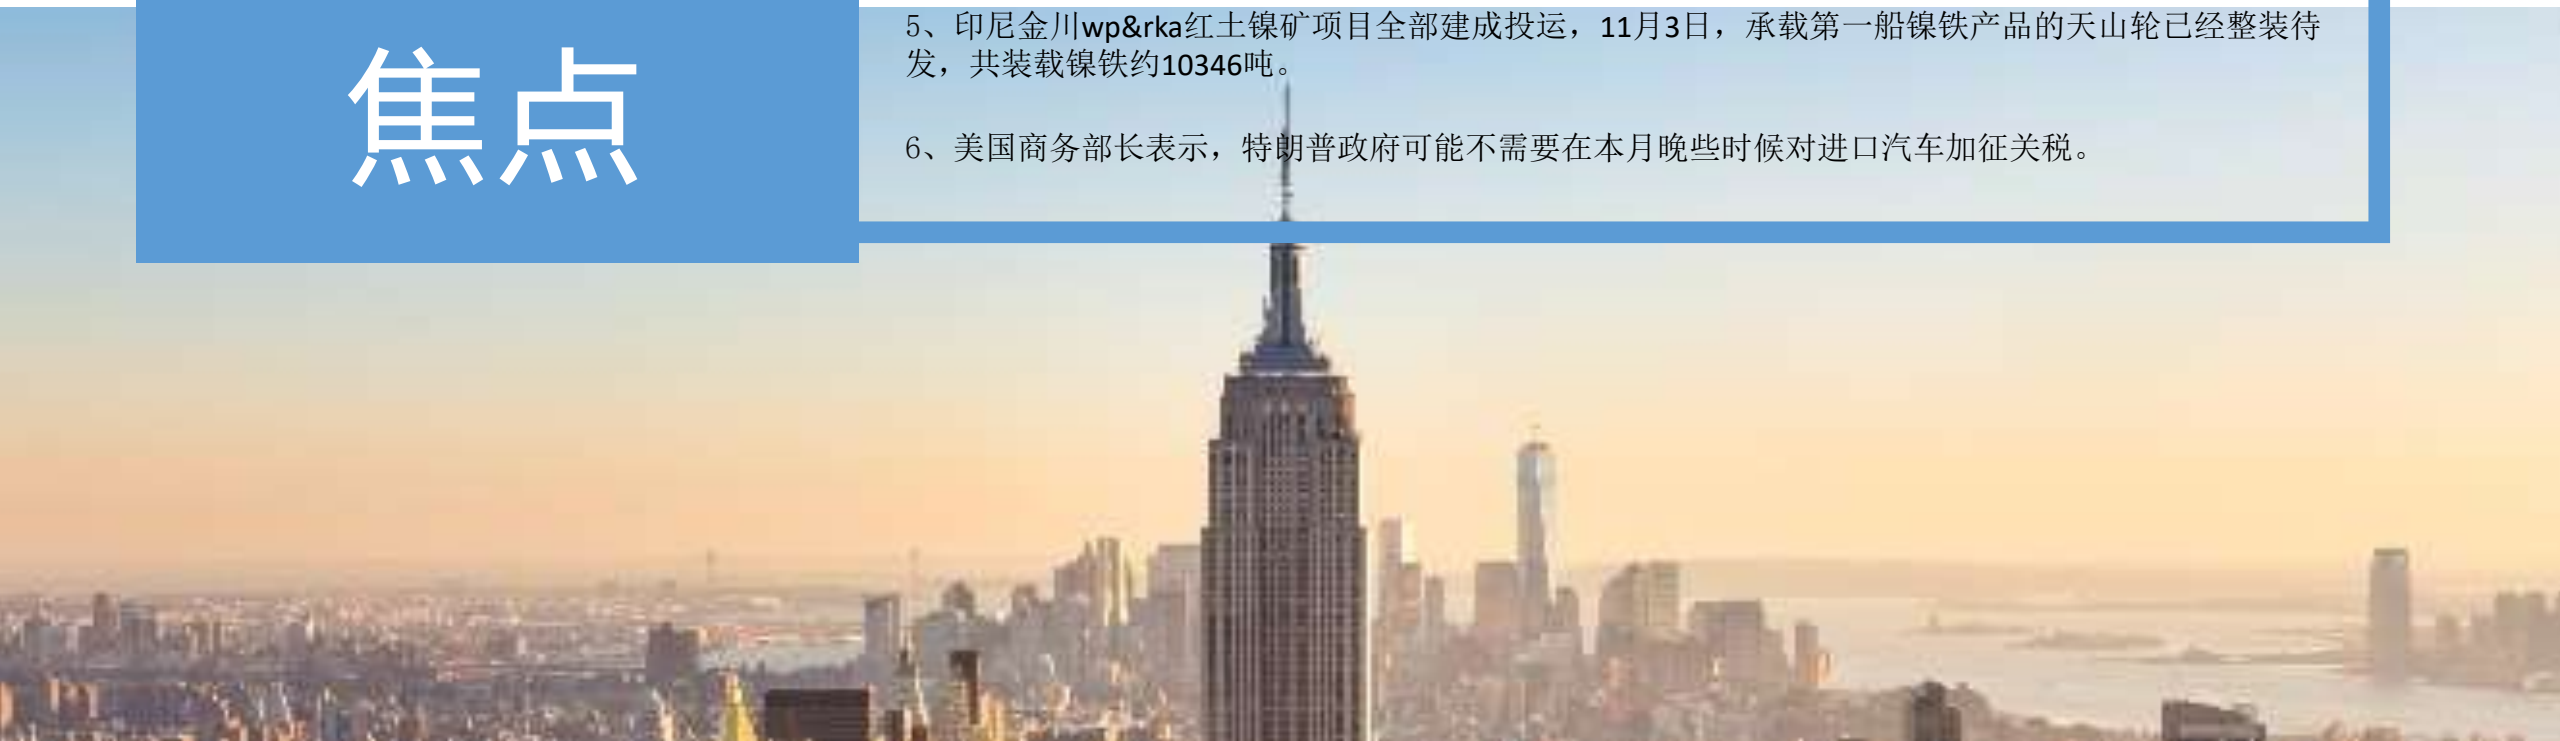 焦点
5、印尼金川wp&rka红土镍矿项目全部建成投运，11月3日，承载第一船镍铁产品的天山轮已经整装待
发，共装载镍铁约10346吨。
6、美国商务部长表示，特朗普政府可能不需要在本月晚些时候对进口汽车加征关税。